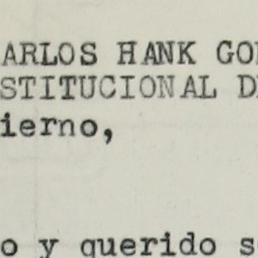 ARLOS HANK GO
STITUCIONAL D
ierno,
o y querido s